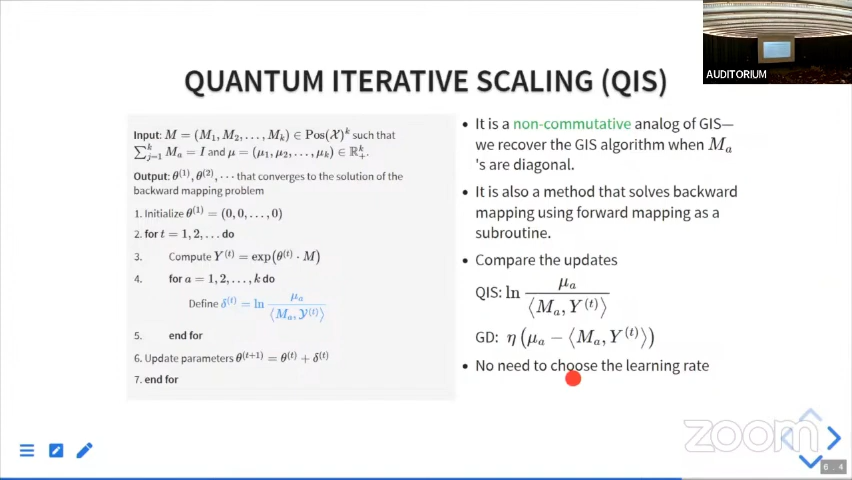 AUDITORIUM
QUANTUM ITERATIVE SCALING (QIS)
Input: M = (M₁, M₂, …, Mₖ) ∈ Pos(𝒳)ᵏ such that
∑ⱼ₌₁ᵏ Mₐ = I and μ = (μ₁, μ₂, …, μₖ) ∈ ℝ₊ᵏ.
Output: θ⁽¹⁾, θ⁽²⁾, ⋯ that converges to the solution of the
backward mapping problem
1. Initialize θ⁽¹⁾ = (0, 0, …, 0)
2. for t = 1, 2, … do
3. Compute Y⁽ᵗ⁾ = exp(θ⁽ᵗ⁾ · M)
4. for a = 1, 2, …, k do
Define δ⁽ᵗ⁾ = ln μₐ / ⟨Mₐ, 𝒴⁽ᵗ⁾⟩
5. end for
6. Update parameters θ⁽ᵗ⁺¹⁾ = θ⁽ᵗ⁾ + δ⁽ᵗ⁾
7. end for
• It is a non-commutative analog of GIS—
we recover the GIS algorithm when Mₐ
's are diagonal.
• It is also a method that solves backward
mapping using forward mapping as a
subroutine.
• Compare the updates
QIS: ln μₐ / ⟨Mₐ, Y⁽ᵗ⁾⟩
GD: η (μₐ − ⟨Mₐ, Y⁽ᵗ⁾⟩)
• No need to choose the learning rate
zoom
6.4